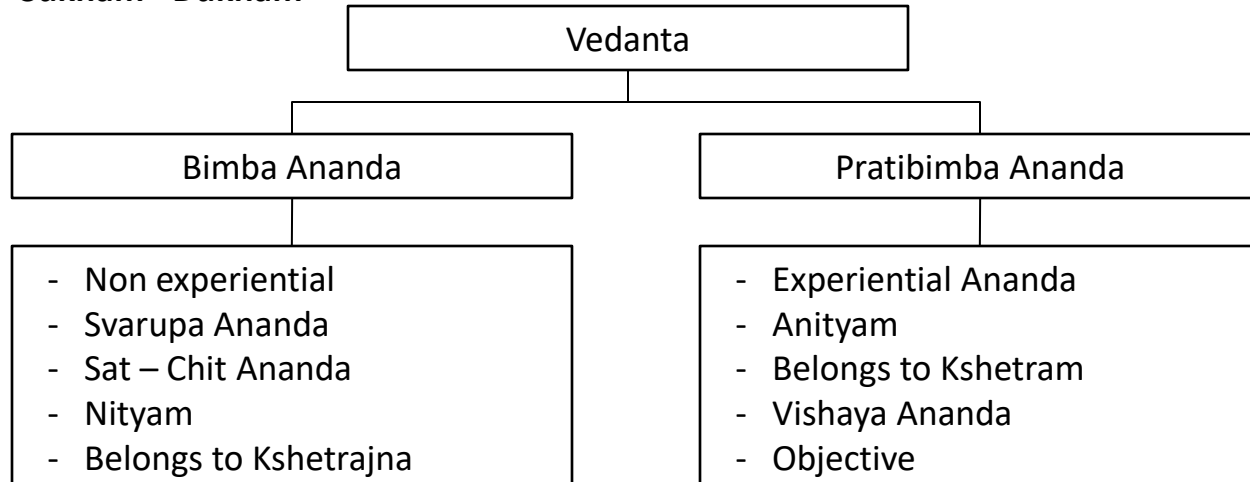 Vedanta
Bimba Ananda
Pratibimba Ananda
- Non experiential
- Svarupa Ananda
- Sat – Chit Ananda
- Nityam
- Belongs to Kshetrajna
- Experiential Ananda
- Anityam
- Belongs to Kshetram
- Vishaya Ananda
- Objective